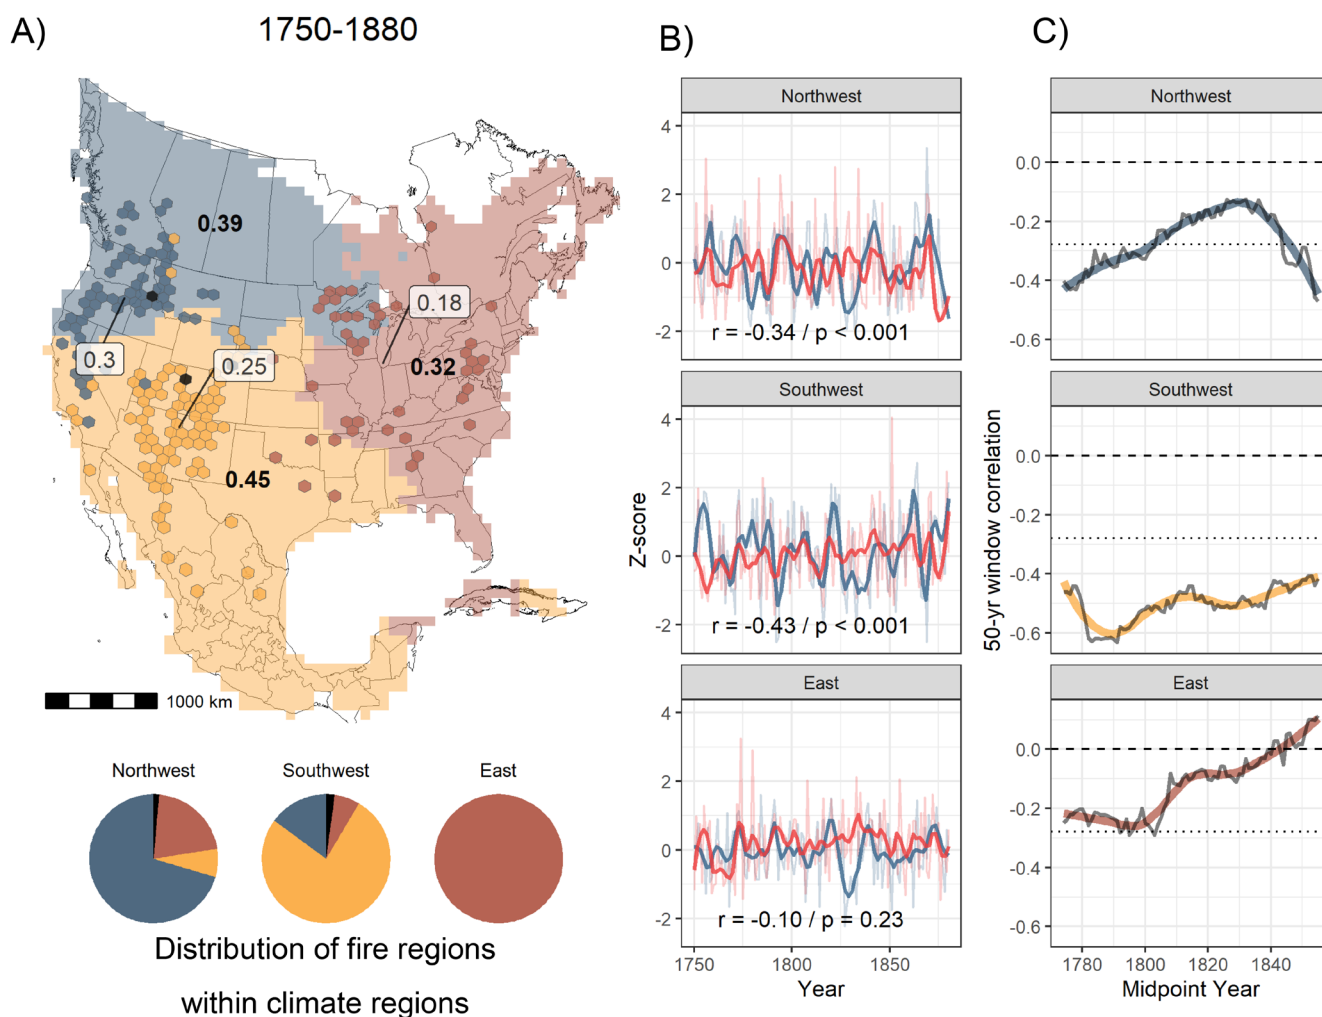 A)
1750-1880
0.39
0.18
0.3
0.25
0.32
0.45
1000 km
Northwest
Southwest
East
Distribution of fire regions
within climate regions
B)
Z-score
Northwest
4
2
0
-2
r = -0.34 / p < 0.001
Southwest
4
2
0
-2
r = -0.43 / p < 0.001
East
4
2
0
-2
r = -0.10 / p = 0.23
1750
1800
1850
Year
C)
50-yr window correlation
Northwest
0.0
-0.2
-0.4
-0.6
Southwest
0.0
-0.2
-0.4
-0.6
East
0.0
-0.2
-0.4
-0.6
1780
1800
1820
1840
Midpoint Year